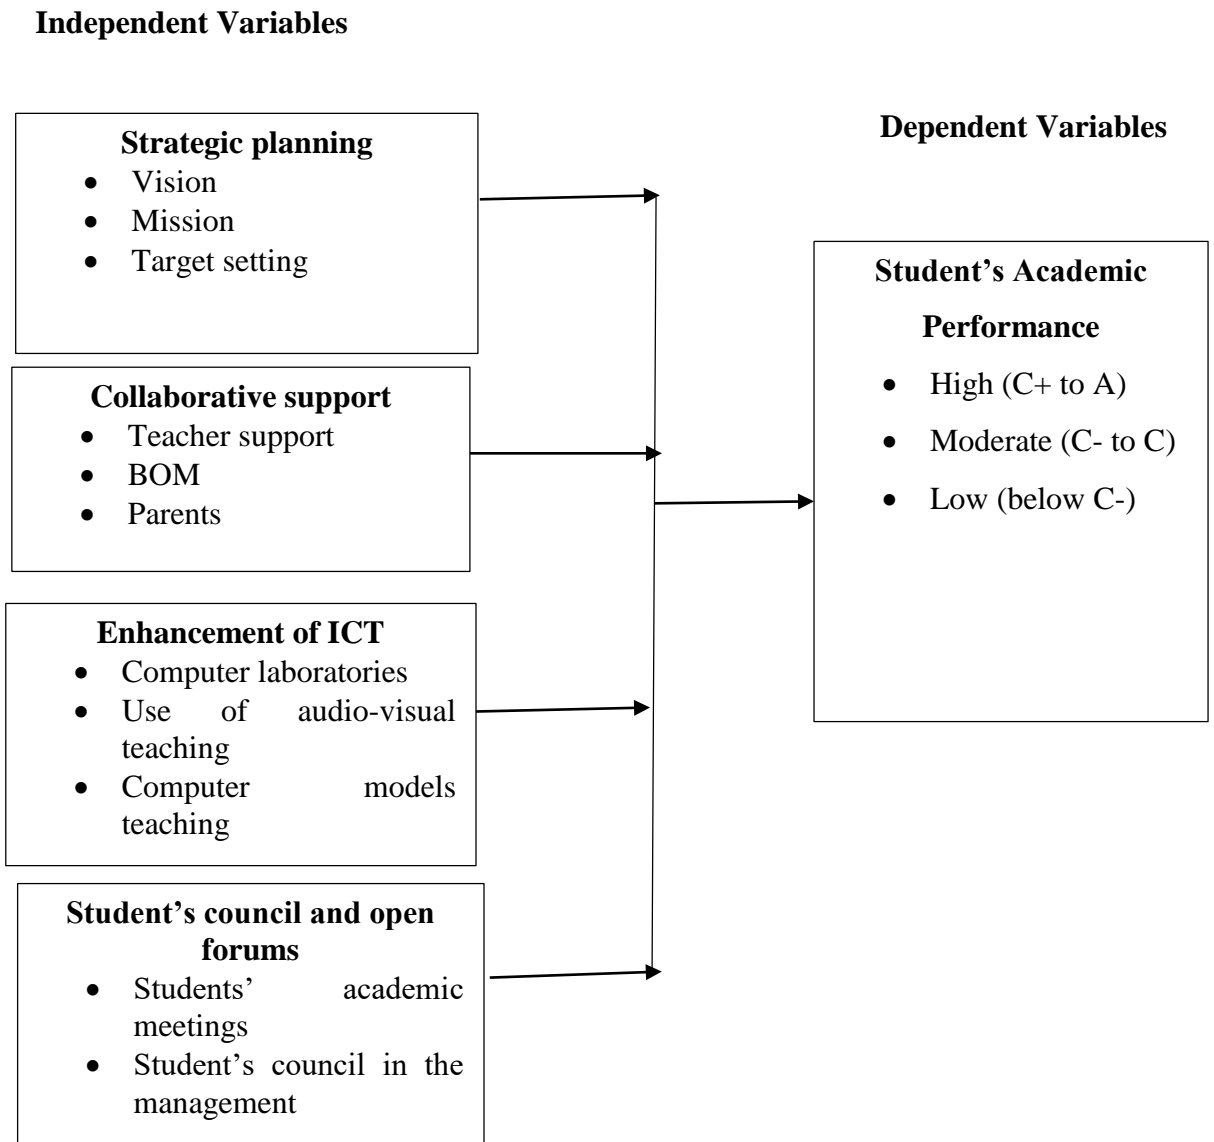 Independent Variables
Strategic planning
• Vision
• Mission
• Target setting
Collaborative support
• Teacher support
• BOM
• Parents
Enhancement of ICT
• Computer laboratories
• Use of audio-visual
teaching
• Computer models
teaching
Student’s council and open
forums
• Students’ academic
meetings
• Student’s council in the
management
Dependent Variables
Student’s Academic
Performance
• High (C+ to A)
• Moderate (C- to C)
• Low (below C-)